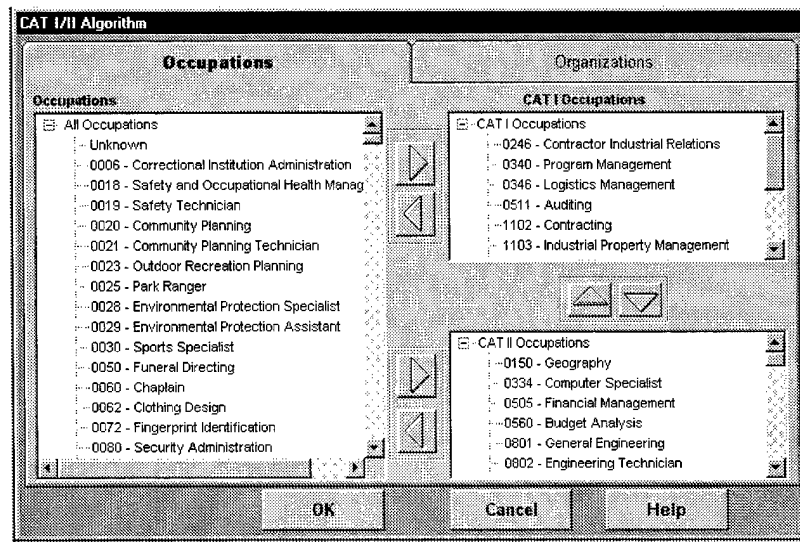 CAT I/II Algorithm
Occupations
Organizations
Occupations
All Occupations
Unknown
0006 - Correctional Institution Administration
0018 - Safety and Occupational Health Manag
0019 - Safety Technician
0020 - Community Planning
0021 - Community Planning Technician
0023 - Outdoor Recreation Planning
0025 - Park Ranger
0028 - Environmental Protection Specialist
0029 - Environmental Protection Assistant
0030 - Sports Specialist
0050 - Funeral Directing
0060 - Chaplain
0062 - Clothing Design
0072 - Fingerprint Identification
0080 - Security Administration
CAT I Occupations
CAT I Occupations
0246 - Contractor Industrial Relations
0340 - Program Management
0346 - Logistics Management
0511 - Auditing
1102 - Contracting
1103 - Industrial Property Management
CAT II Occupations
0150 - Geography
0334 - Computer Specialist
0505 - Financial Management
0560 - Budget Analysis
0801 - General Engineering
0802 - Engineering Technician
OK
Cancel
Help